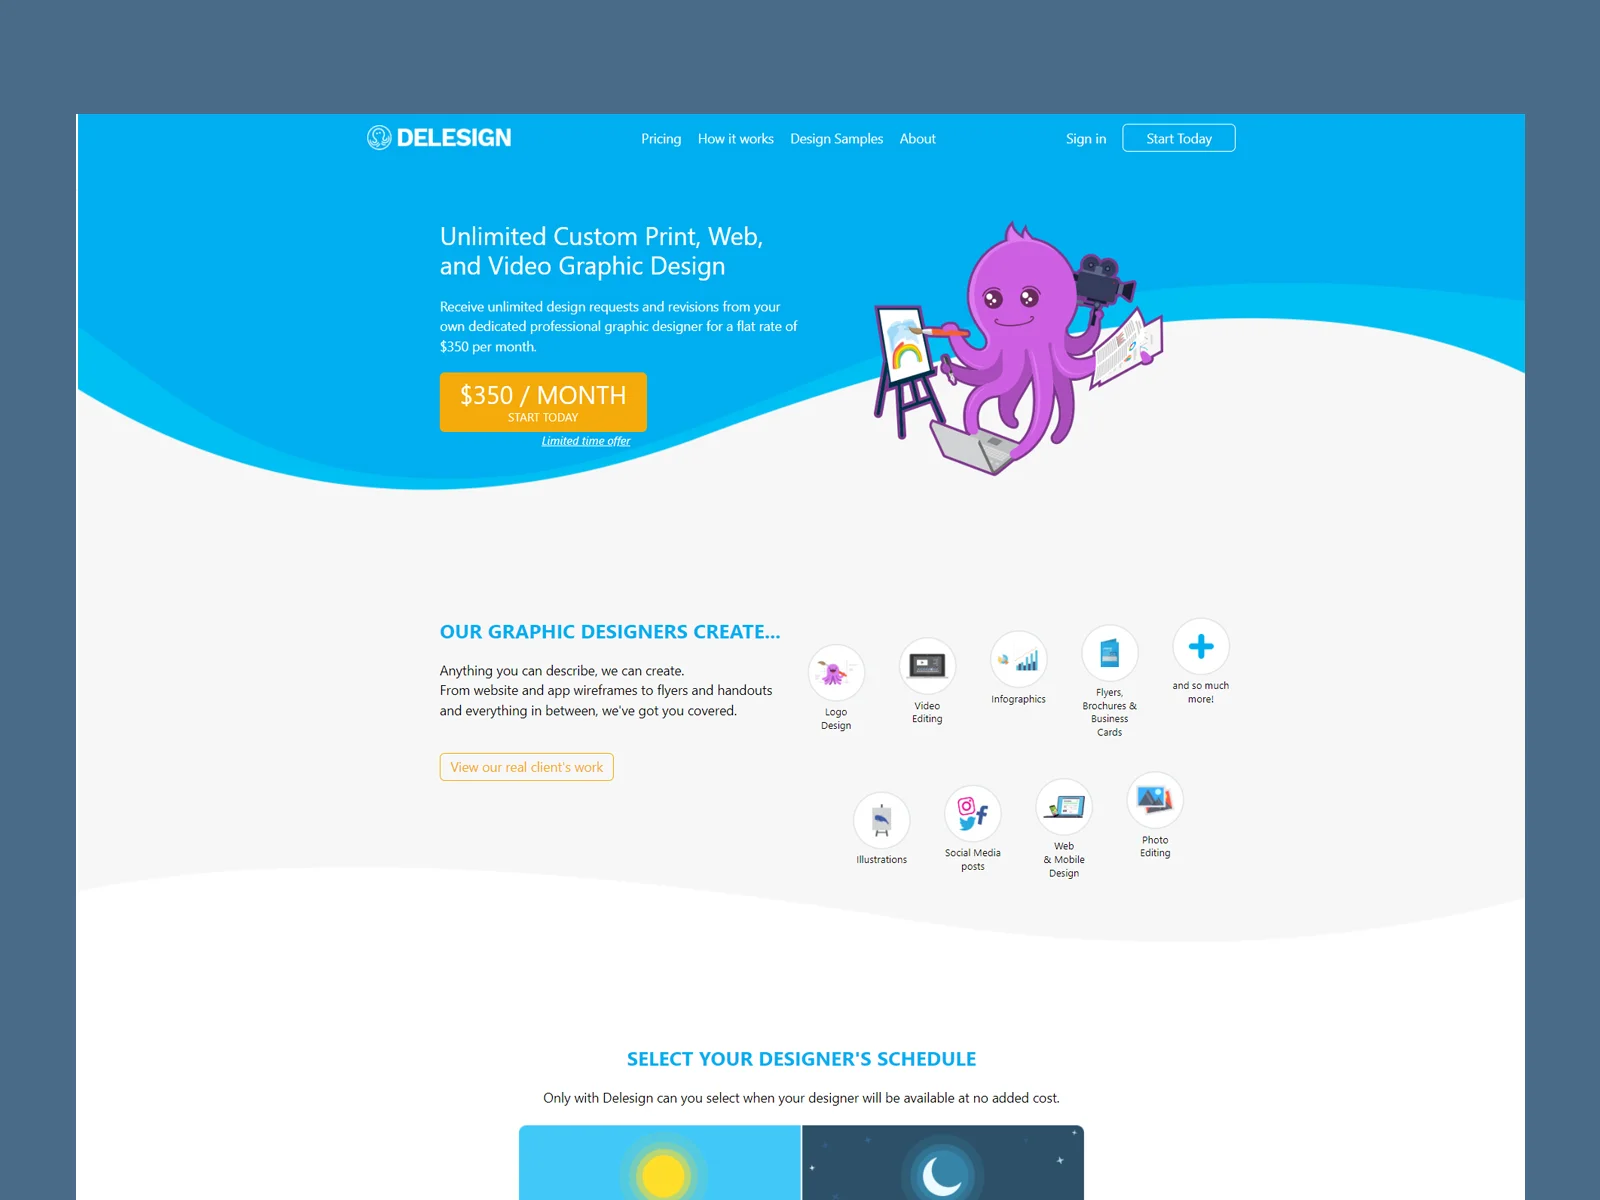 DELESIGN
Pricing
How it works
Design Samples
About
Sign in
Start Today
Unlimited Custom Print, Web,
and Video Graphic Design
Receive unlimited design requests and revisions from your
own dedicated professional graphic designer for a flat rate of
$350 per month.
$350 / MONTH
START TODAY
Limited time offer
OUR GRAPHIC DESIGNERS CREATE...
Anything you can describe, we can create.
From website and app wireframes to flyers and handouts
and everything in between, we've got you covered.
View our real client's work
Logo
Design
Video
Editing
Infographics
Flyers,
Brochures &
Business
Cards
and so much
more!
Illustrations
Social Media
posts
Web
& Mobile
Design
Photo
Editing
SELECT YOUR DESIGNER'S SCHEDULE
Only with Delesign can you select when your designer will be available at no added cost.